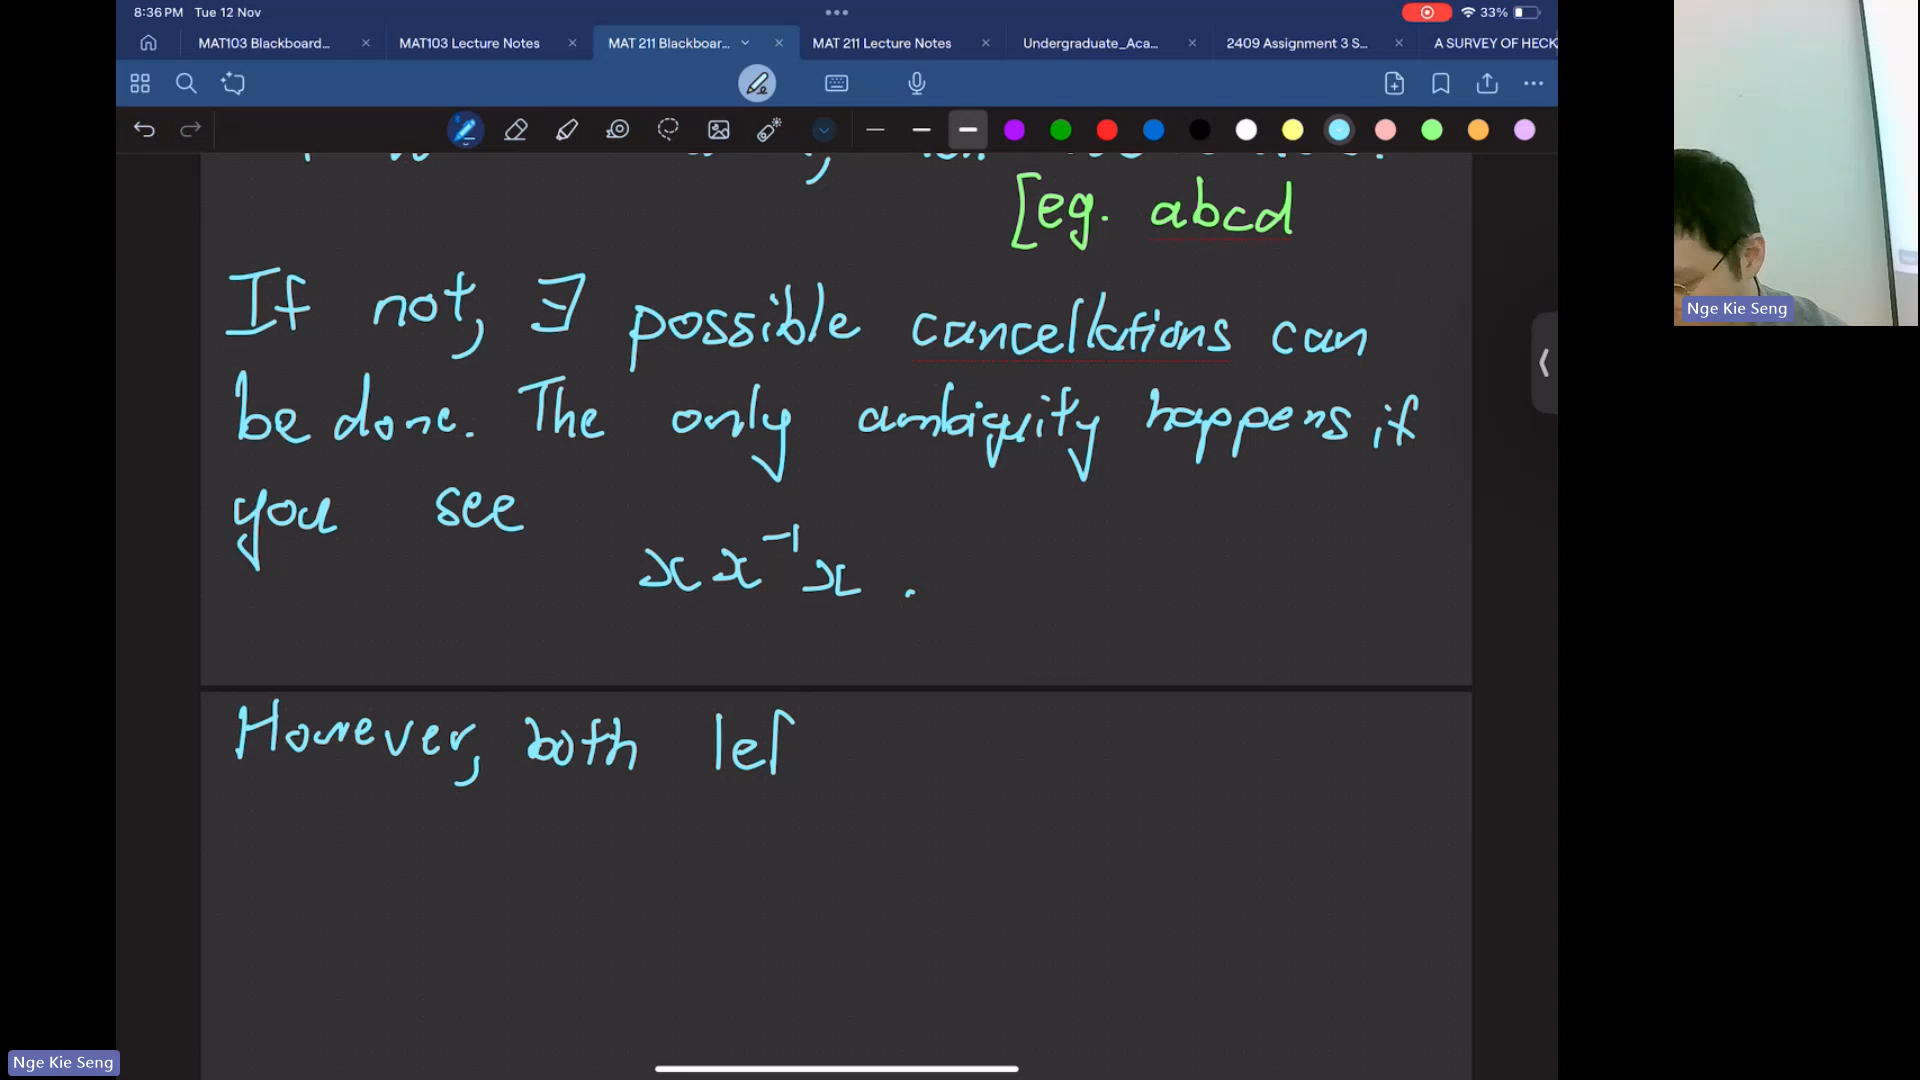 8:36 PM Tue 12 Nov
33%
MAT103 Blackboard...
MAT103 Lecture Notes
MAT 211 Blackboar...
MAT 211 Lecture Notes
Undergraduate_Aca...
2409 Assignment 3 S...
A SURVEY OF HECK
[eg. abcd
If not, ∃ possible cancellations can
be done. The only ambiguity happens if
you see
x x⁻¹ x .
However, both lef
Nge Kie Seng
Nge Kie Seng